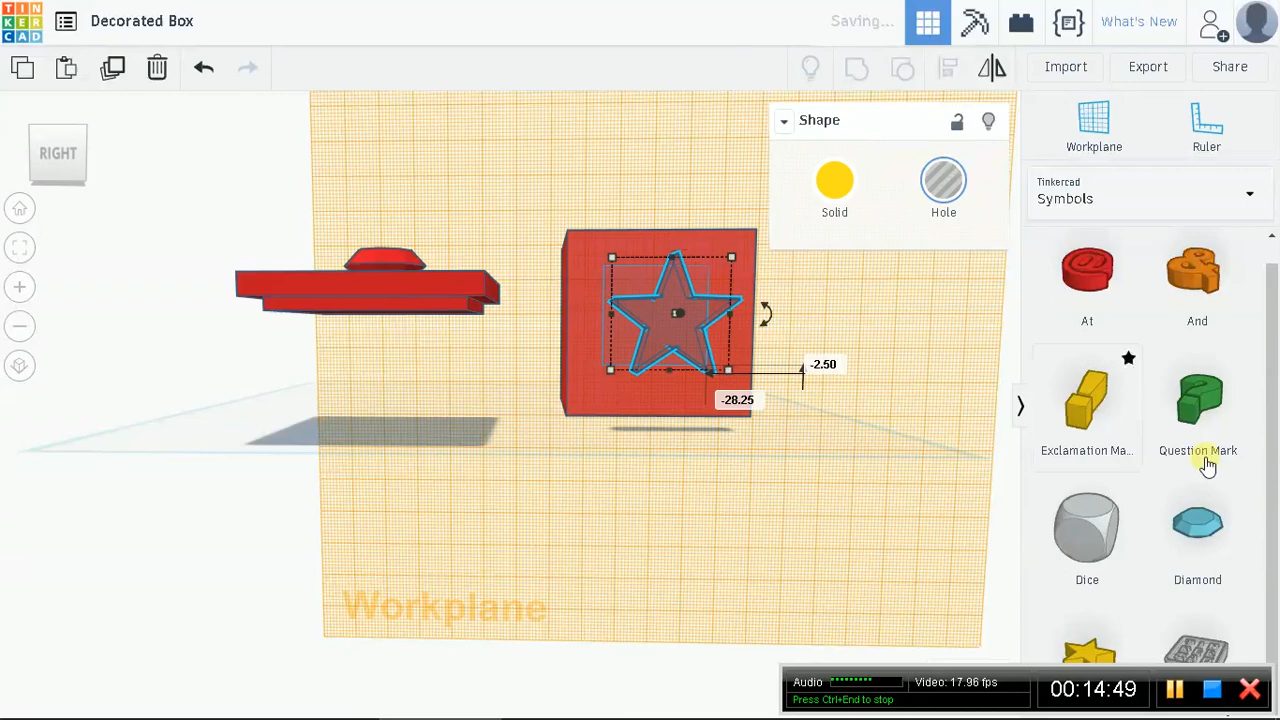 TIN
KER
CAD
Decorated Box
Saving...
What's New
Import
Export
Share
RIGHT
Shape
Solid
Hole
Workplane
Ruler
Tinkercad
Symbols
At
And
Exclamation Ma...
Question Mark
Dice
Diamond
-2.50
-28.25
Workplane
Audio
Video: 17.96 fps
Press Ctrl+End to stop
00:14:49